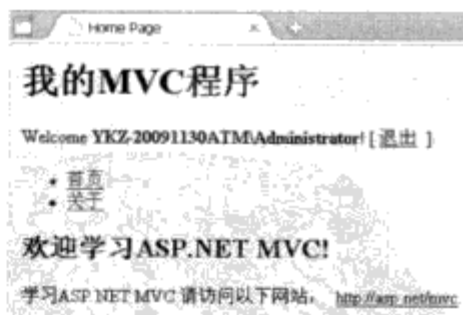 Home Page
我的MVC程序
Welcome YKZ-20091130ATM\Administrator! [ 退出 ]
首页
关于
欢迎学习ASP.NET MVC!
学习ASP.NET MVC 请访问以下网站， http://asp.net/mvc